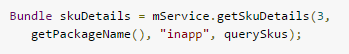 Bundle skuDetails = mService.getSkuDetails(3,
getPackageName(), "inapp", querySkus);